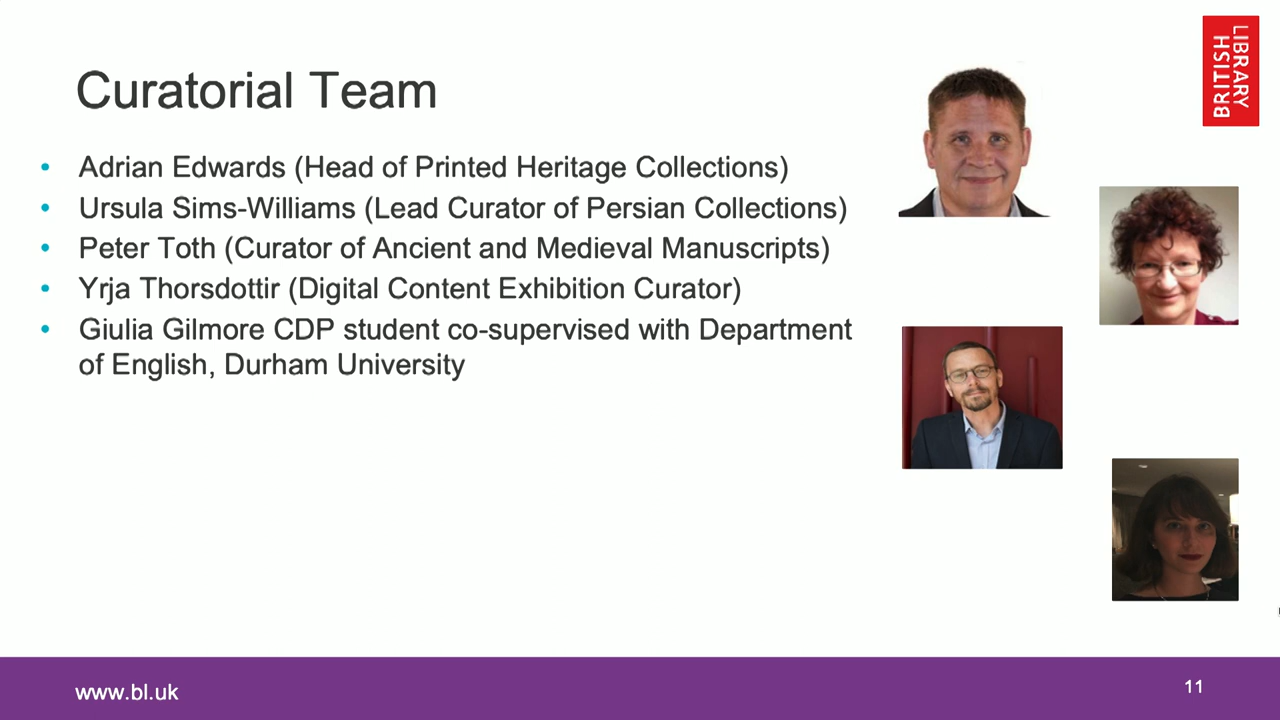 Curatorial Team
• Adrian Edwards (Head of Printed Heritage Collections)
• Ursula Sims-Williams (Lead Curator of Persian Collections)
• Peter Toth (Curator of Ancient and Medieval Manuscripts)
• Yrja Thorsdottir (Digital Content Exhibition Curator)
• Giulia Gilmore CDP student co-supervised with Department
of English, Durham University
BRITISH
LIBRARY
www.bl.uk
11